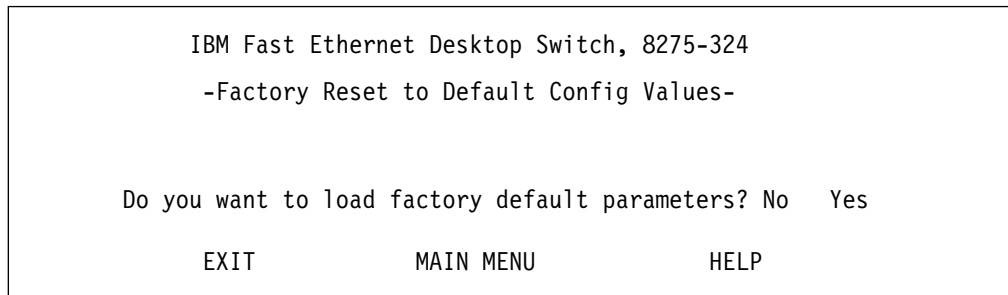 IBM Fast Ethernet Desktop Switch, 8275-324
-Factory Reset to Default Config Values-
Do you want to load factory default parameters? No Yes
EXIT MAIN MENU HELP